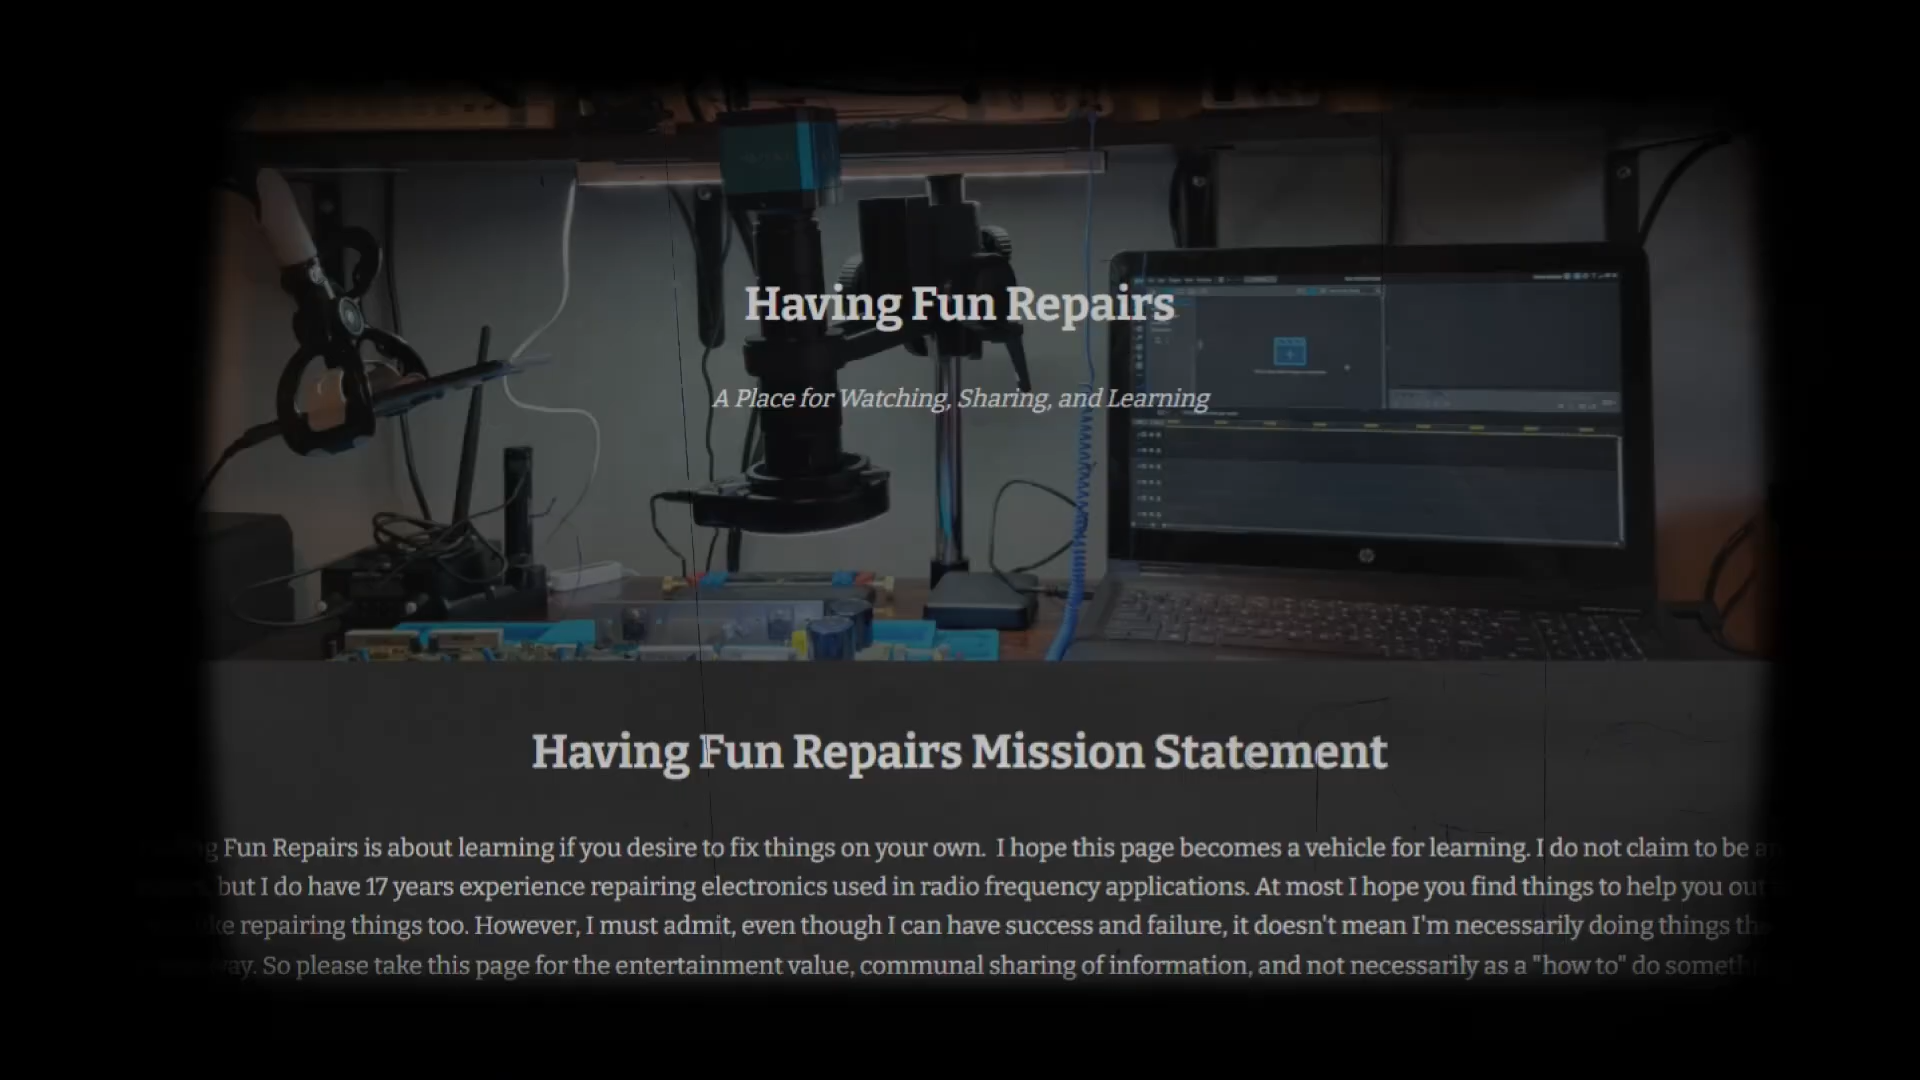 Having Fun Repairs
A Place for Watching, Sharing, and Learning
Having Fun Repairs Mission Statement
Fun Repairs is about learning if you desire to fix things on your own. I hope this page becomes a vehicle for learning. I do not claim to be
but I do have 17 years experience repairing electronics used in radio frequency applications. At most I hope you find things to help you out
repairing things too. However, I must admit, even though I can have success and failure, it doesn't mean I'm necessarily doing things
So please take this page for the entertainment value, communal sharing of information, and not necessarily as a "how to" do